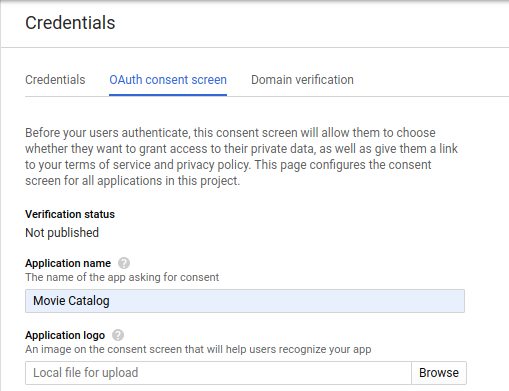 Credentials
Credentials OAuth consent screen Domain verification
Before your users authenticate, this consent screen will allow them to choose
whether they want to grant access to their private data, as well as give them a link
to your terms of service and privacy policy. This page configures the consent
screen for all applications in this project.
Verification status
Not published
Application name ?
The name of the app asking for consent
Movie Catalog
Application logo ?
An image on the consent screen that will help users recognize your app
Local file for upload Browse